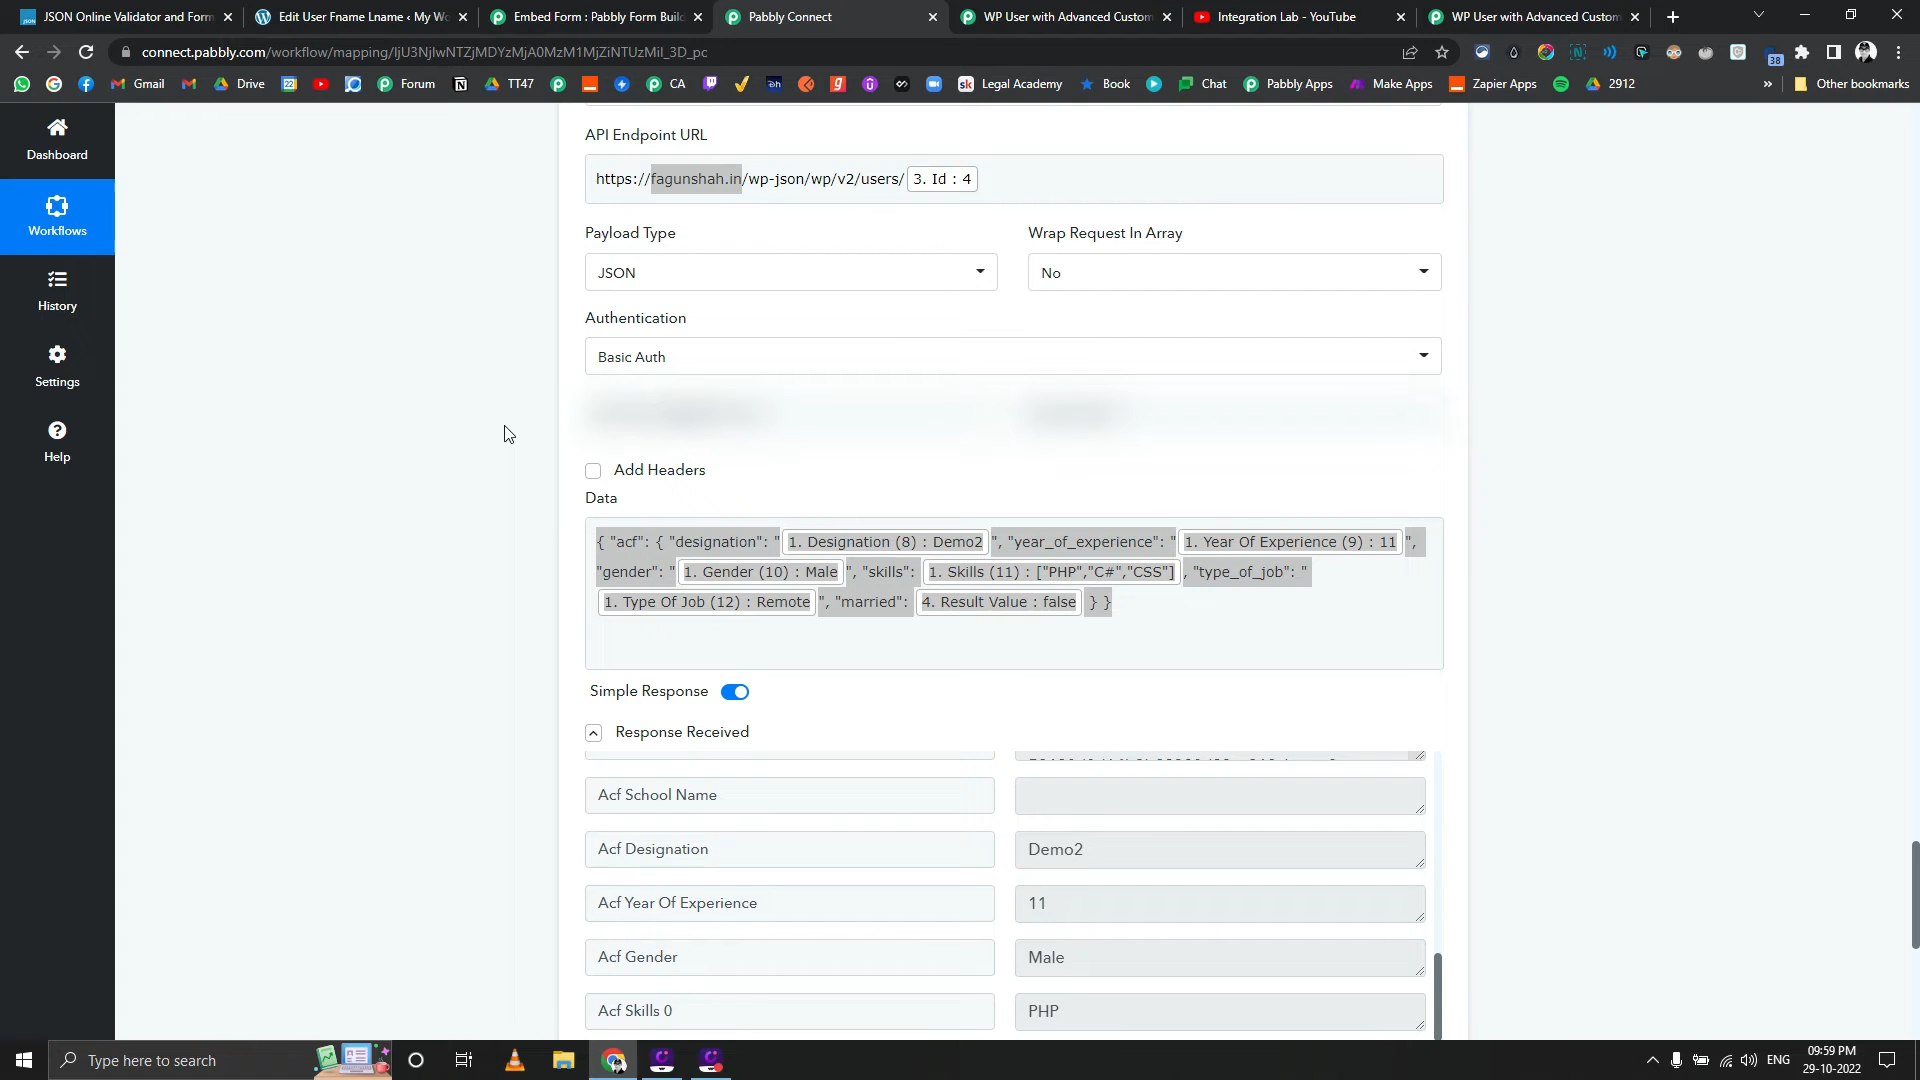 JSON Online Validator and Form
Edit User Fname Lname ‹ My Wo
Embed Form : Pabbly Form Build
Pabbly Connect
WP User with Advanced Custom
Integration Lab - YouTube
WP User with Advanced Custom
connect.pabbly.com/workflow/mapping/IjU3NjIwNTZjMDYzMjA0MzM1MjZiNTUzMiI_3D_pc
38
Gmail
Drive
22
Forum
TT47
CA
Legal Academy
Book
Chat
Pabbly Apps
Make Apps
Zapier Apps
2912
»
Other bookmarks
Dashboard
Workflows
History
Settings
Help
API Endpoint URL
https://fagunshah.in/wp-json/wp/v2/users/ 3. Id : 4
Payload Type
Wrap Request In Array
JSON
No
Authentication
Basic Auth
Add Headers
Data
{ "acf": { "designation": " 1. Designation (8) : Demo2 ", "year_of_experience": " 1. Year Of Experience (9) : 11 ",
"gender": " 1. Gender (10) : Male ", "skills": 1. Skills (11) : ["PHP","C#","CSS"] , "type_of_job": "
1. Type Of Job (12) : Remote ", "married": 4. Result Value : false } }
Simple Response
Response Received
Acf School Name
Acf Designation
Demo2
Acf Year Of Experience
11
Acf Gender
Male
Acf Skills 0
PHP
Type here to search
ENG
09:59 PM
29-10-2022